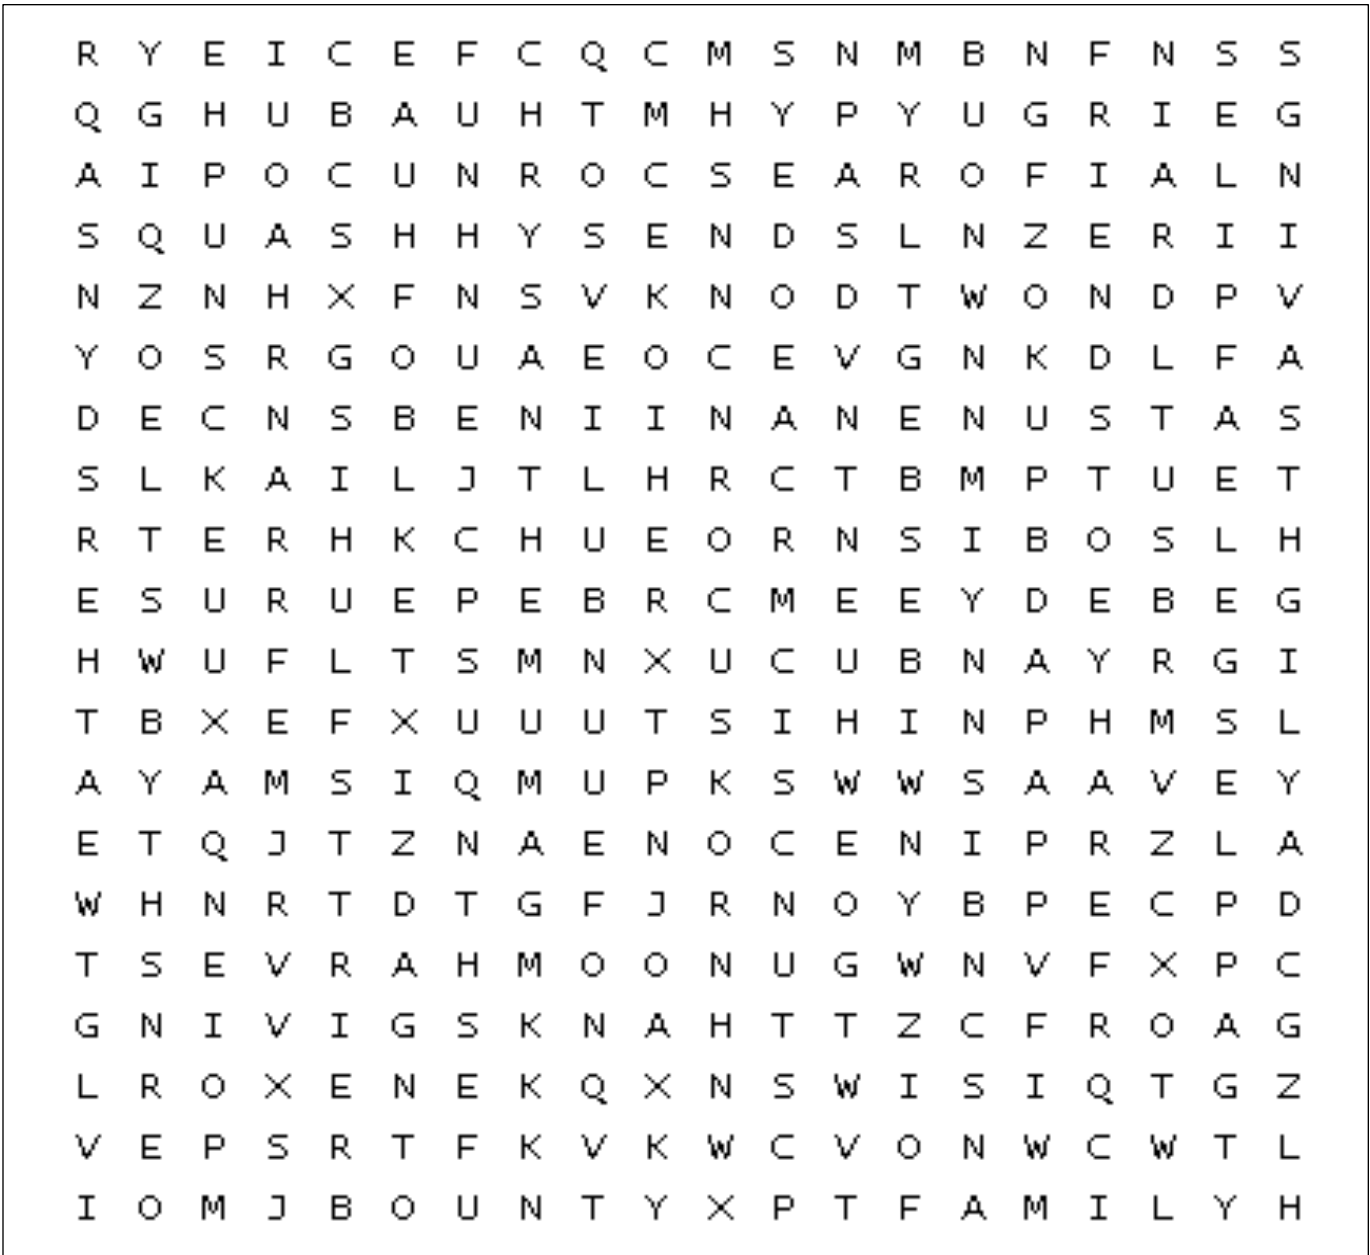 R Y E I C E F C Q C M S N M B N F N S S
Q G H U B A U H T M H Y P Y U G R I E G
A I P O C U N R O C S E A R O F I A L N
S Q U A S H H Y S E N D S L N Z E R I I
N Z N H X F N S V K N O D T W O N D P V
Y O S R G O U A E O C E V G N K D L F A
D E C N S B E N I I N A N E N U S T A S
S L K A I L J T L H R C T B M P T U E T
R T E R H K C H U E O R N S I B O S L H
E S U R U E P E B R C M E E Y D E B E G
H W U F L T S M N X U C U B N A Y R G I
T B X E F X U U U T S I H I N P H M S L
A Y A M S I Q M U P K S W W S A A V E Y
E T Q J T Z N A E N O C E N I P R Z L A
W H N R T D T G F J R N O Y B P E C P D
T S E V R A H M O O N U G W N V F X P C
G N I V I G S K N A H T T Z C F R O A G
L R O X E N E K Q X N S W I S I Q T G Z
V E P S R T F K V K W C V O N W C W T L
I O M J B O U N T Y X P T F A M I L Y H